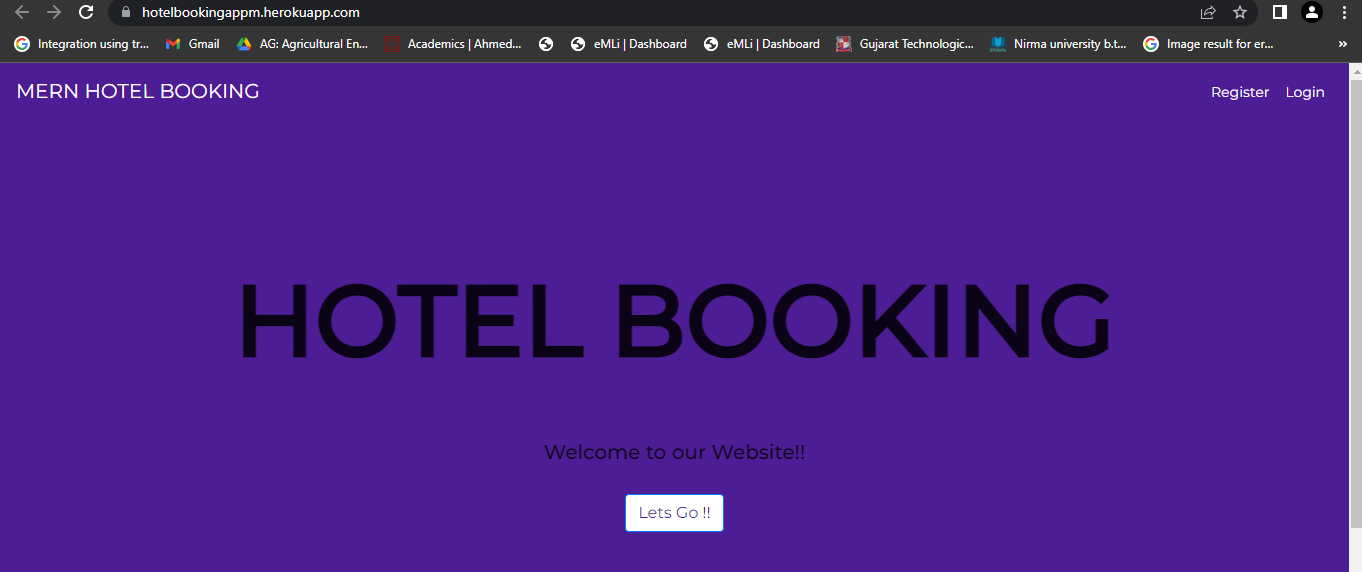 hotelbookingappm.herokuapp.com
Integration using tr... Gmail AG: Agricultural En... Academics | Ahmed... eMLi | Dashboard eMLi | Dashboard Gujarat Technologic... Nirma university b.t... Image result for er... »
MERN HOTEL BOOKING Register Login
HOTEL BOOKING
Welcome to our Website!!
Lets Go !!